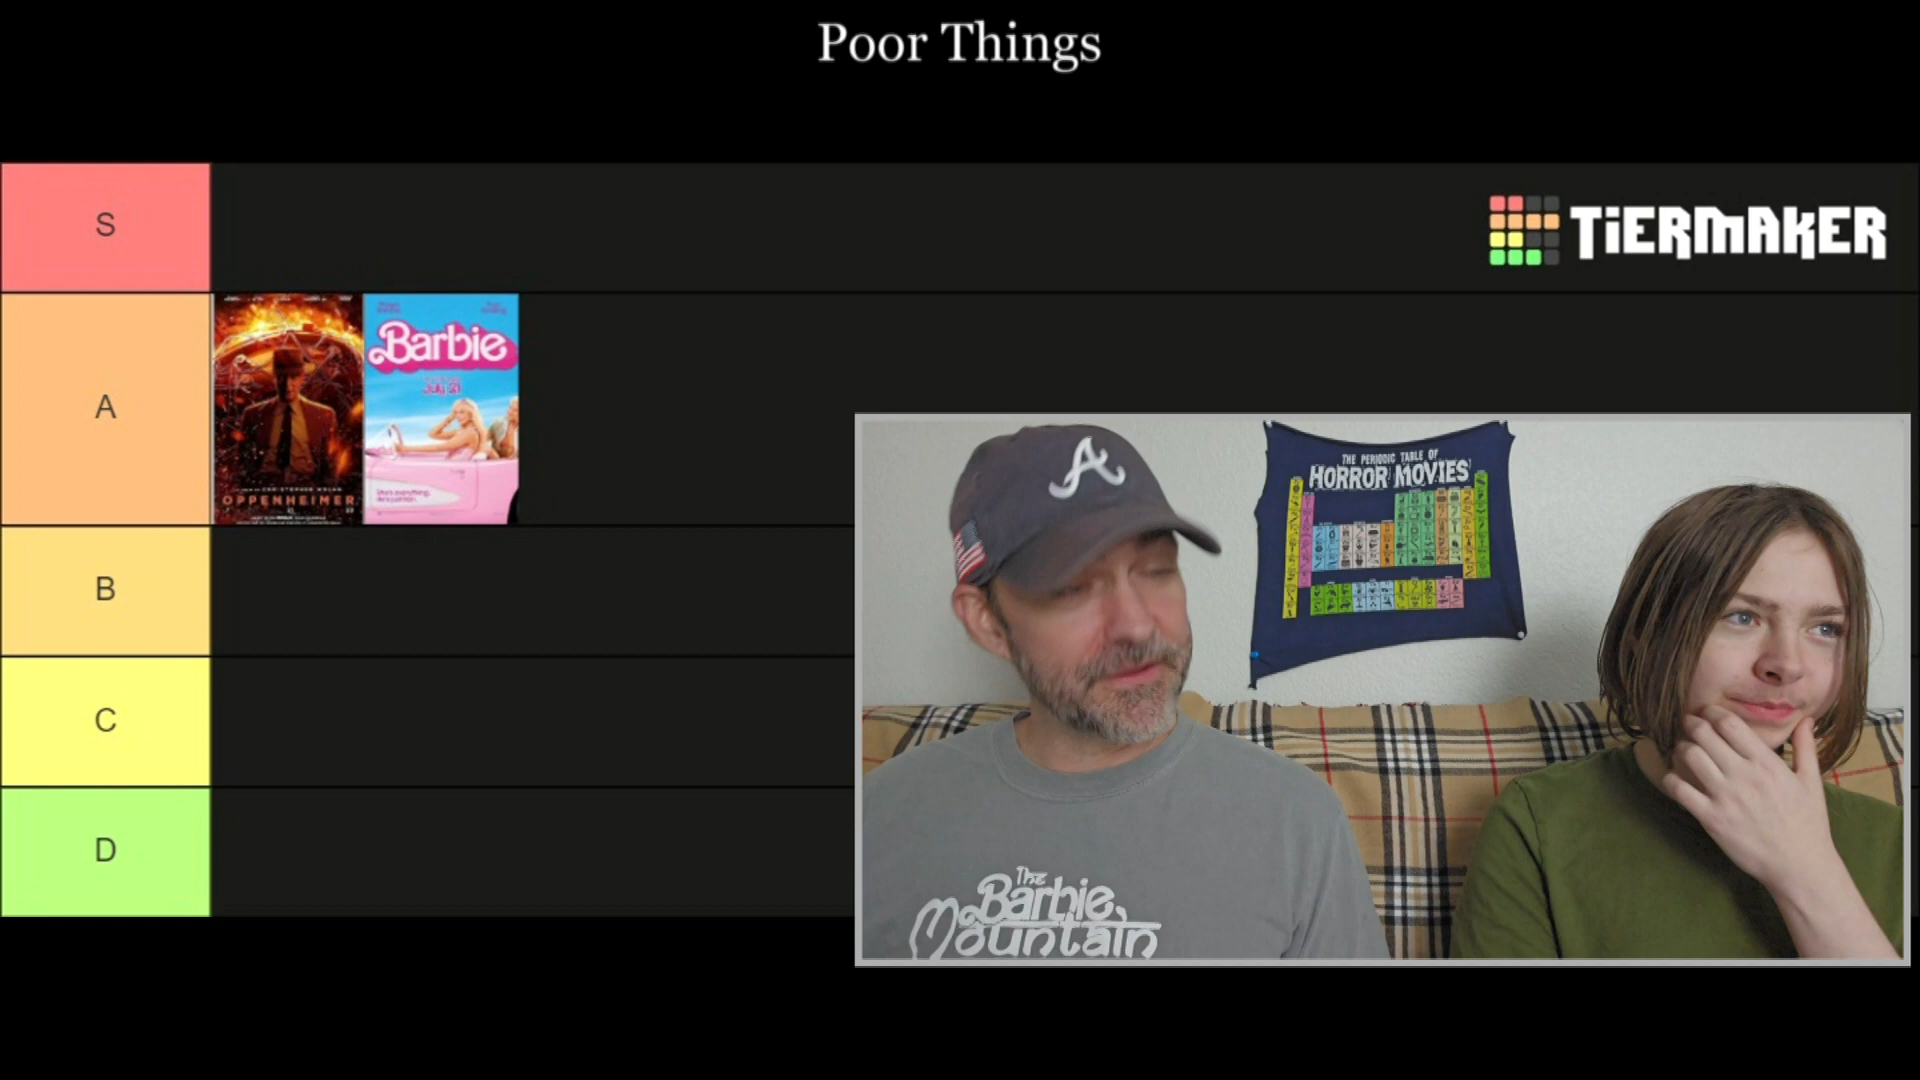 Poor Things
S
TiERMAKER
A
Barbie
July 21
OPPENHEIMER
THE PERIODIC TABLE OF
HORROR MOVIES
B
C
D
The
Barbie
Mountain